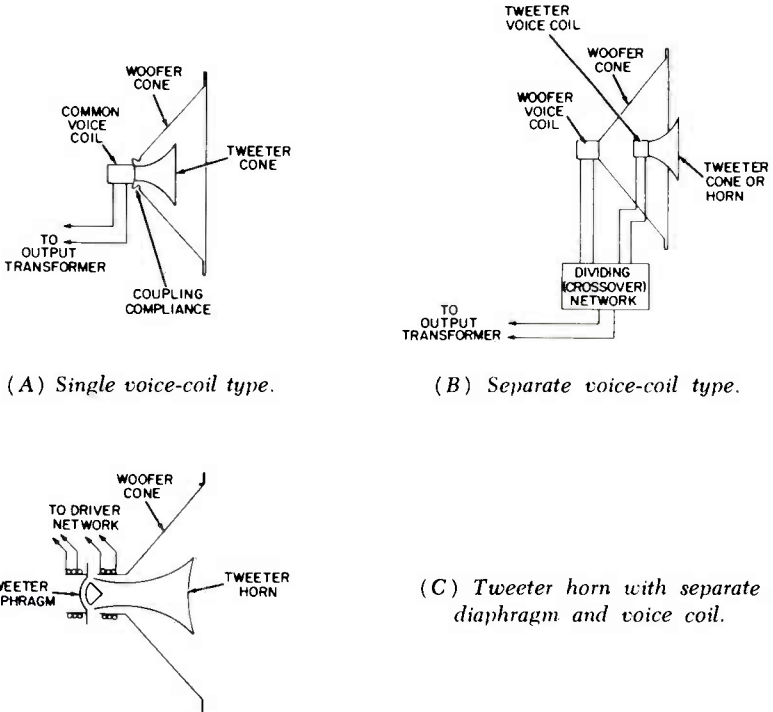 WOOFER
CONE
COMMON
VOICE
COIL
TWEETER
CONE
TO
OUTPUT
TRANSFORMER
COUPLING
COMPLIANCE
(A) Single voice-coil type.
TWEETER
VOICE COIL
WOOFER
CONE
WOOFER
VOICE
COIL
TWEETER
CONE OR
HORN
DIVIDING
(CROSSOVER)
NETWORK
TO
OUTPUT
TRANSFORMER
(B) Separate voice-coil type.
WOOFER
CONE
TO DRIVER
NETWORK
WEETER
PHRAGM
TWEETER
HORN
(C) Tweeter horn with separate
diaphragm and voice coil.